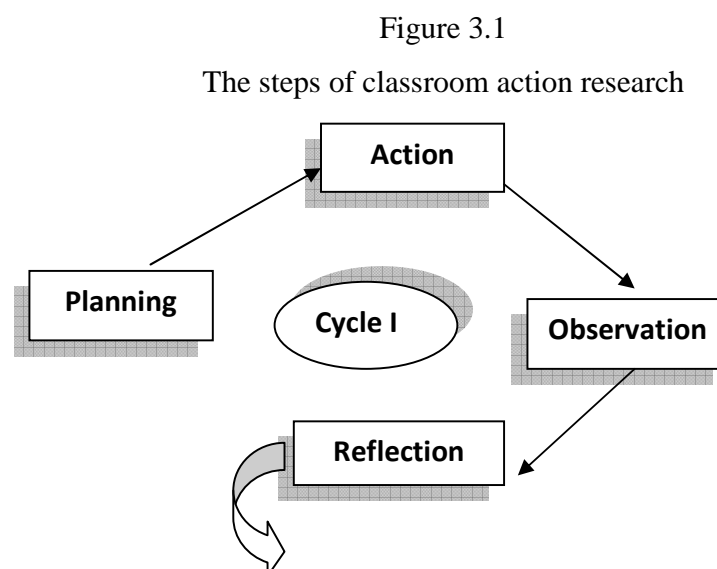 Figure 3.1
The steps of classroom action research
Action
Planning
Cycle I
Observation
Reflection